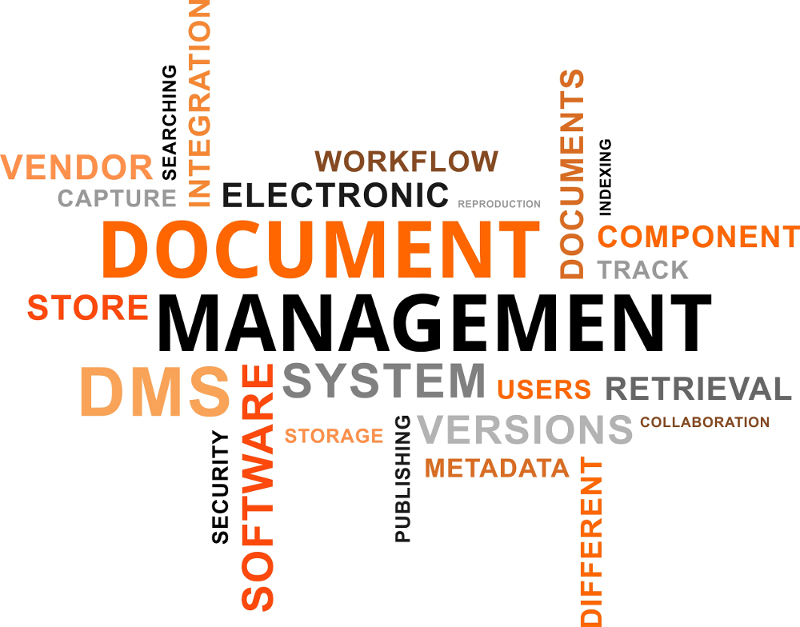 INTEGRATION
SEARCHING
DOCUMENTS
INDEXING
VENDOR
WORKFLOW
CAPTURE
ELECTRONIC
REPRODUCTION
DOCUMENT
COMPONENT
TRACK
STORE
MANAGEMENT
DMS
SOFTWARE
SYSTEM
USERS
RETRIEVAL
SECURITY
STORAGE
PUBLISHING
VERSIONS
COLLABORATION
METADATA
DIFFERENT